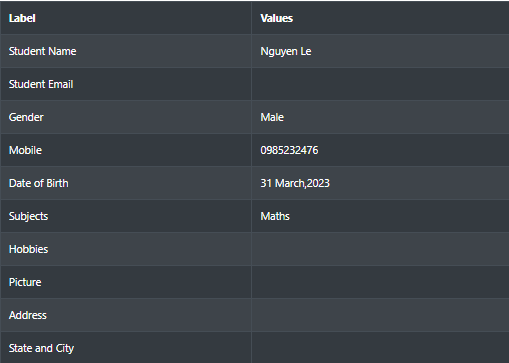 Label Values
Student Name Nguyen Le
Student Email
Gender Male
Mobile 0985232476
Date of Birth 31 March,2023
Subjects Maths
Hobbies
Picture
Address
State and City